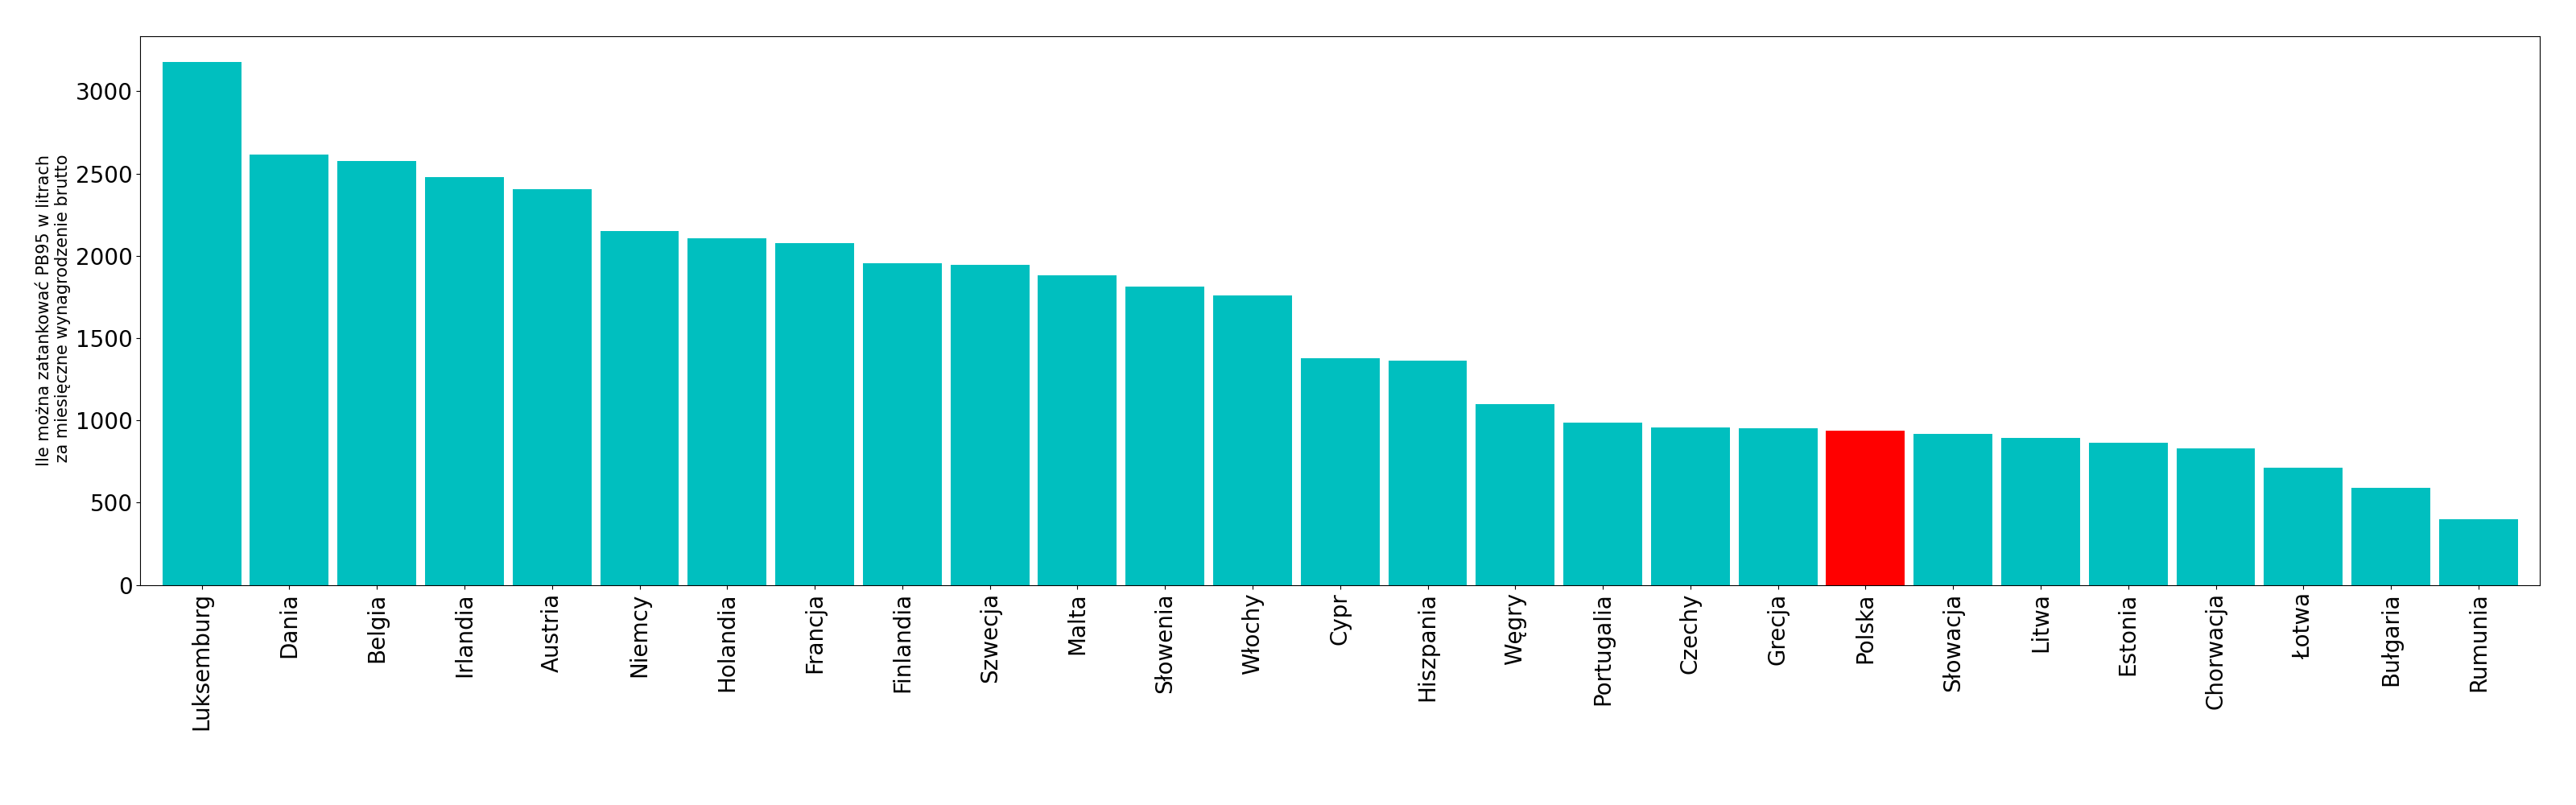 Ile można zatankować PB95 w litrach
za miesięczne wynagrodzenie brutto
3000
2500
2000
1500
1000
500
0
Luksemburg
Dania
Belgia
Irlandia
Austria
Niemcy
Holandia
Francja
Finlandia
Szwecja
Malta
Słowenia
Włochy
Cypr
Hiszpania
Węgry
Portugalia
Czechy
Grecja
Polska
Słowacja
Litwa
Estonia
Chorwacja
Łotwa
Bułgaria
Rumunia